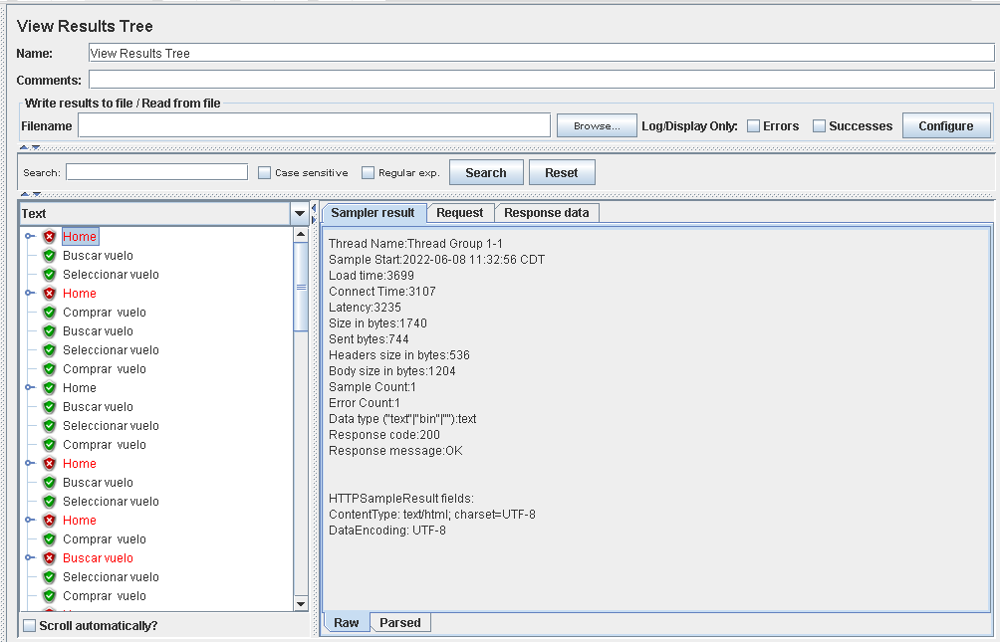 View Results Tree
Name: View Results Tree
Comments:
Write results to file / Read from file
Filename Browse... Log/Display Only: Errors Successes Configure
Search: Case sensitive Regular exp. Search Reset
Text
Home
Buscar vuelo
Seleccionar vuelo
Home
Comprar vuelo
Buscar vuelo
Seleccionar vuelo
Comprar vuelo
Home
Buscar vuelo
Seleccionar vuelo
Comprar vuelo
Home
Buscar vuelo
Seleccionar vuelo
Home
Comprar vuelo
Buscar vuelo
Seleccionar vuelo
Comprar vuelo
Scroll automatically?
Sampler result Request Response data
Thread Name:Thread Group 1-1
Sample Start:2022-06-08 11:32:56 CDT
Load time:3699
Connect Time:3107
Latency:3235
Size in bytes:1740
Sent bytes:744
Headers size in bytes:536
Body size in bytes:1204
Sample Count:1
Error Count:1
Data type ("text"|"bin"|""):text
Response code:200
Response message:OK
HTTPSampleResult fields:
ContentType: text/html; charset=UTF-8
DataEncoding: UTF-8
Raw Parsed